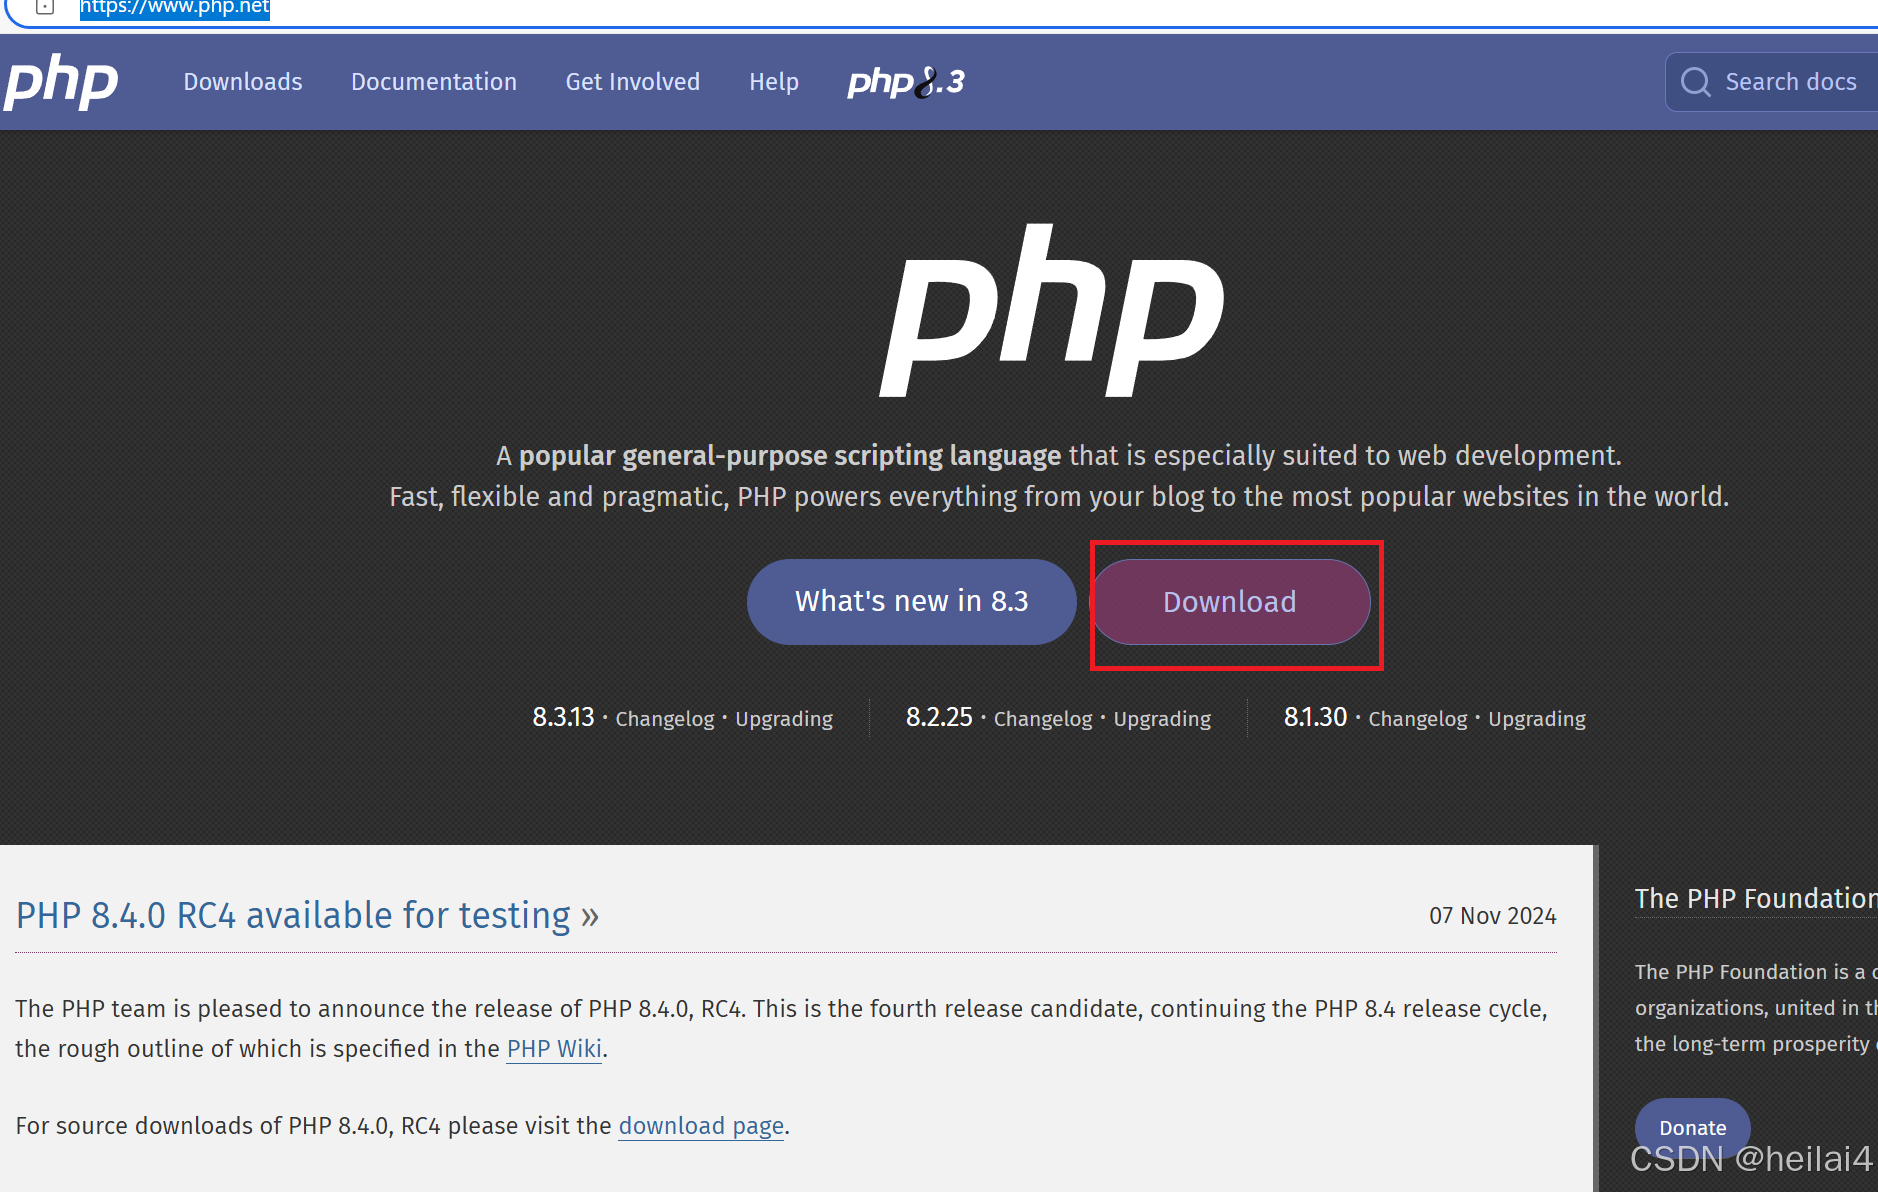 https://www.php.net
php Downloads Documentation Get Involved Help php8.3 Search docs
php
A popular general-purpose scripting language that is especially suited to web development.
Fast, flexible and pragmatic, PHP powers everything from your blog to the most popular websites in the world.
What's new in 8.3 Download
8.3.13 · Changelog · Upgrading 8.2.25 · Changelog · Upgrading 8.1.30 · Changelog · Upgrading
PHP 8.4.0 RC4 available for testing » 07 Nov 2024
The PHP team is pleased to announce the release of PHP 8.4.0, RC4. This is the fourth release candidate, continuing the PHP 8.4 release cycle,
the rough outline of which is specified in the PHP Wiki.
For source downloads of PHP 8.4.0, RC4 please visit the download page.
The PHP Foundation
The PHP Foundation is a
organizations, united in
the long-term prosperity
Donate
CSDN @heilai4